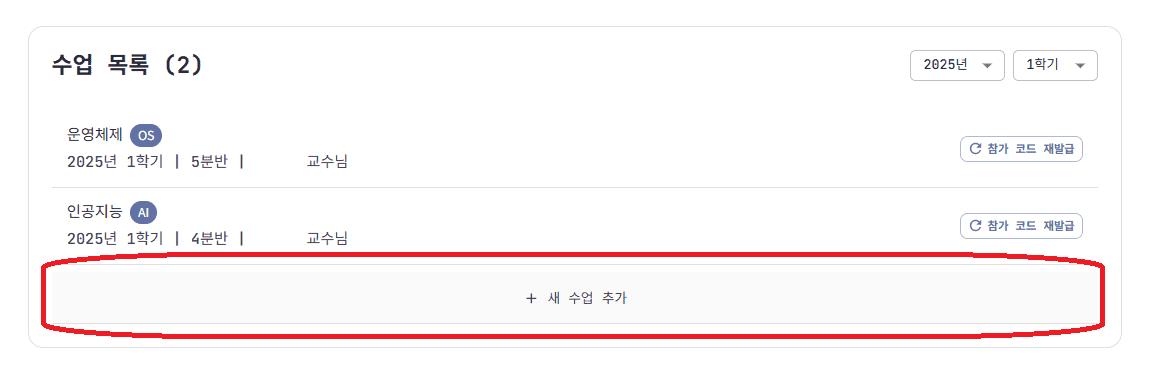 수업 목록 (2)
2025년 1학기
운영체제 OS
2025년 1학기 | 5분반 | 교수님
참가 코드 재발급
인공지능 AI
2025년 1학기 | 4분반 | 교수님
참가 코드 재발급
+ 새 수업 추가